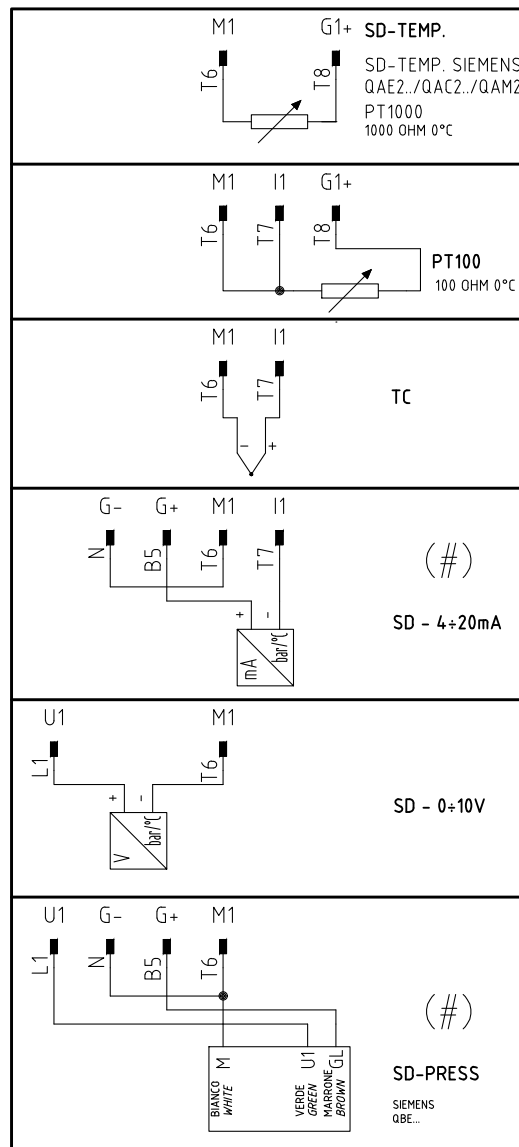 M1 G1+ SD-TEMP.
T6 T8
SD-TEMP. SIEMENS
QAE2../QAC2../QAM2
PT1000
1000 OHM 0°C
M1 I1 G1+
T6 T7 T8
PT100
100 OHM 0°C
M1 I1
T6 T7
TC
- +
G- G+ M1 I1
N B5 T6 T7
(#)
+ -
mA bar/°C
SD - 4÷20mA
U1 M1
L1 T6
+ -
V bar/°C
SD - 0÷10V
U1 G- G+ M1
L1 N B5 T6
(#)
M U1 GL
BIANCO VERDE MARRONE
WHITE GREEN BROWN
SD-PRESS
SIEMENS
QBE...